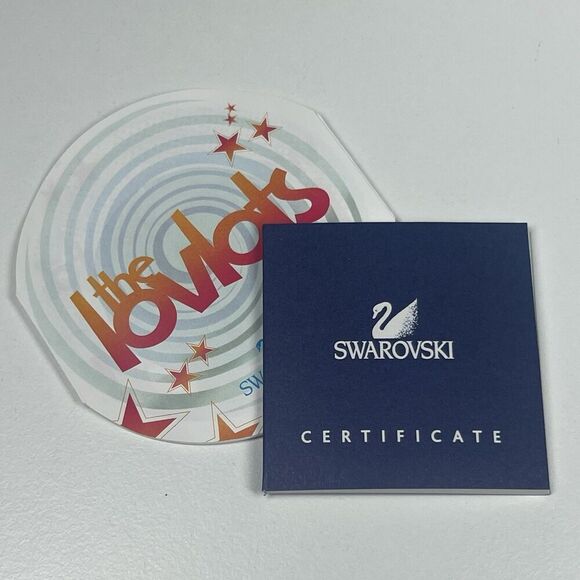 the
lovlots
SW
SWAROVSKI
CERTIFICATE